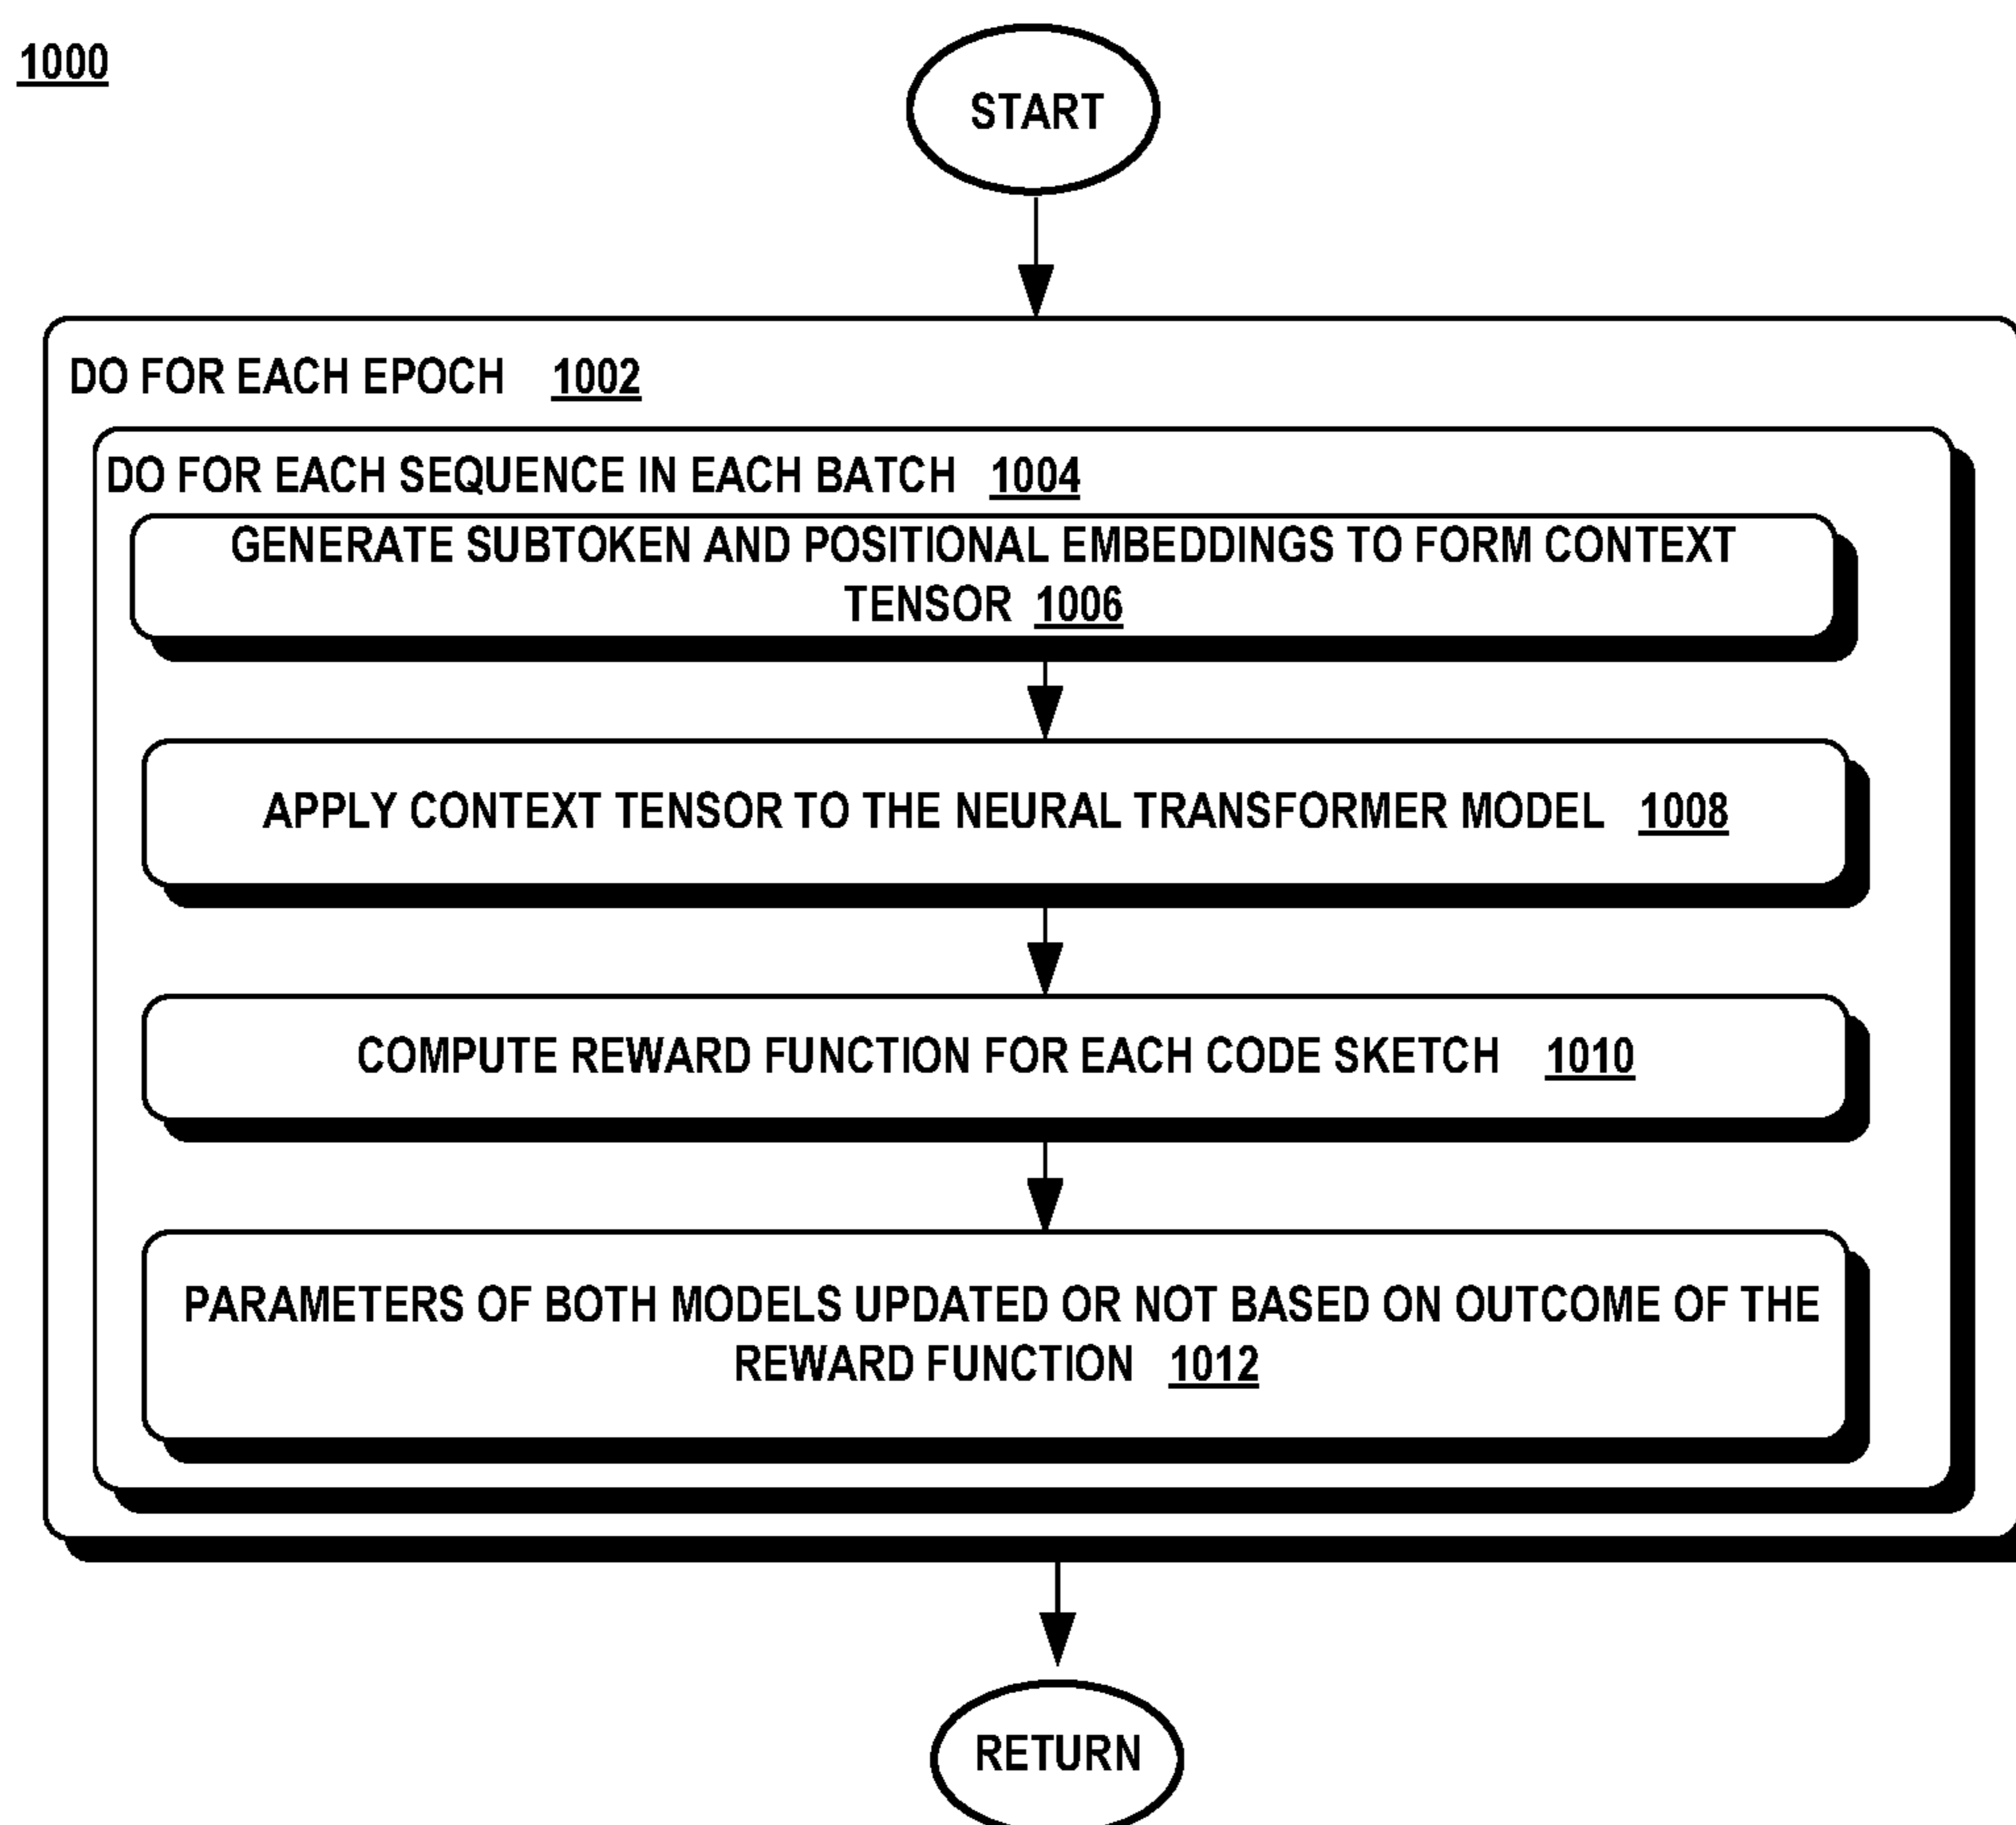 1000
START
DO FOR EACH EPOCH 1002
DO FOR EACH SEQUENCE IN EACH BATCH 1004
GENERATE SUBTOKEN AND POSITIONAL EMBEDDINGS TO FORM CONTEXT
TENSOR 1006
APPLY CONTEXT TENSOR TO THE NEURAL TRANSFORMER MODEL 1008
COMPUTE REWARD FUNCTION FOR EACH CODE SKETCH 1010
PARAMETERS OF BOTH MODELS UPDATED OR NOT BASED ON OUTCOME OF THE
REWARD FUNCTION 1012
RETURN